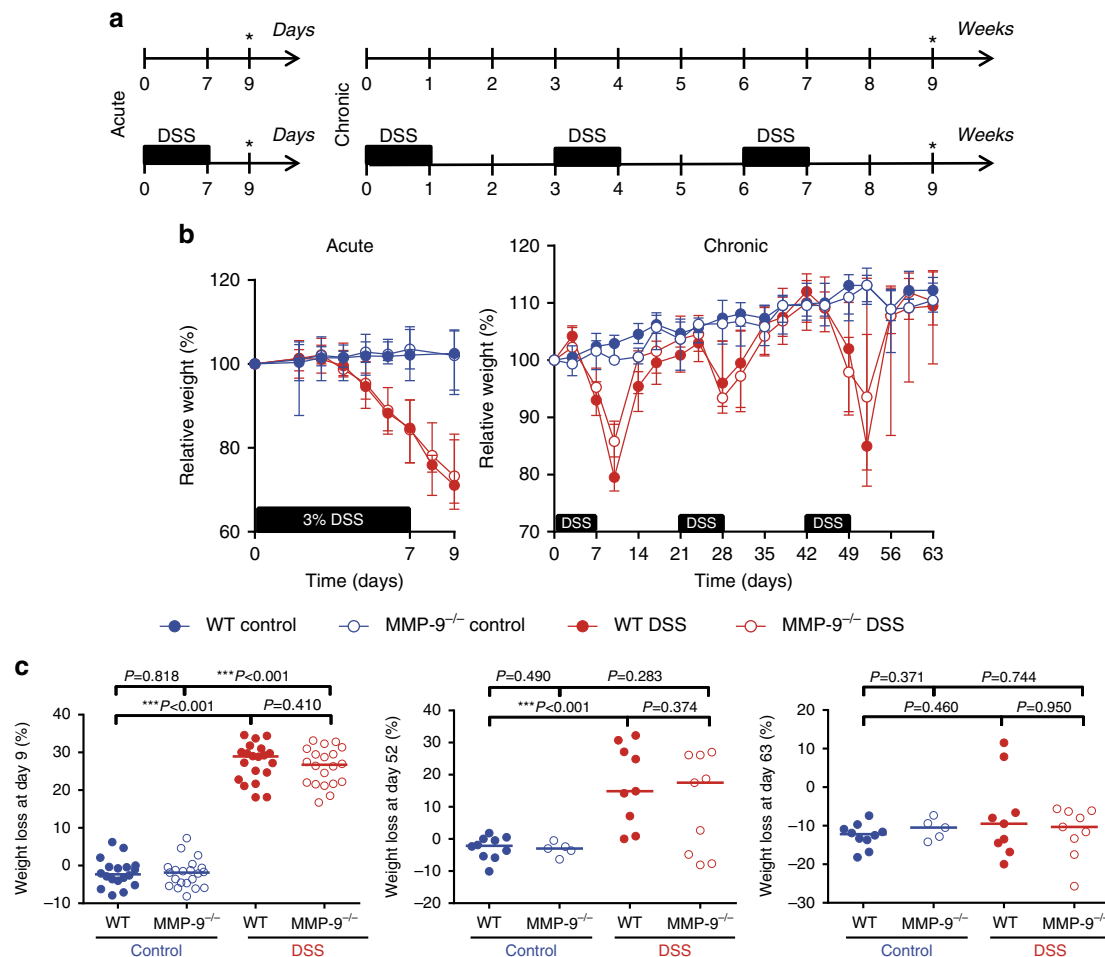 a
* Days * Weeks
0 7 9 0 1 2 3 4 5 6 7 8 9
Acute
Chronic
DSS * Days DSS DSS DSS * Weeks
0 7 9 0 1 2 3 4 5 6 7 8 9
b
Acute
Relative weight (%)
120
100
80
60
3% DSS
0 7 9
Time (days)
Chronic
Relative weight (%)
120
110
100
90
80
70
DSS DSS DSS
0 7 14 21 28 35 42 49 56 63
Time (days)
WT control MMP-9–/– control WT DSS MMP-9–/– DSS
c
P=0.818 ***P<0.001
***P<0.001 P=0.410
Weight loss at day 9 (%)
40
30
20
10
0
–10
WT MMP-9–/– WT MMP-9–/–
Control DSS
P=0.490 P=0.283
***P<0.001 P=0.374
Weight loss at day 52 (%)
40
30
20
10
0
–10
–20
WT MMP-9–/– WT MMP-9–/–
Control DSS
P=0.371 P=0.744
P=0.460 P=0.950
Weight loss at day 63 (%)
20
10
0
–10
–20
–30
WT MMP-9–/– WT MMP-9–/–
Control DSS